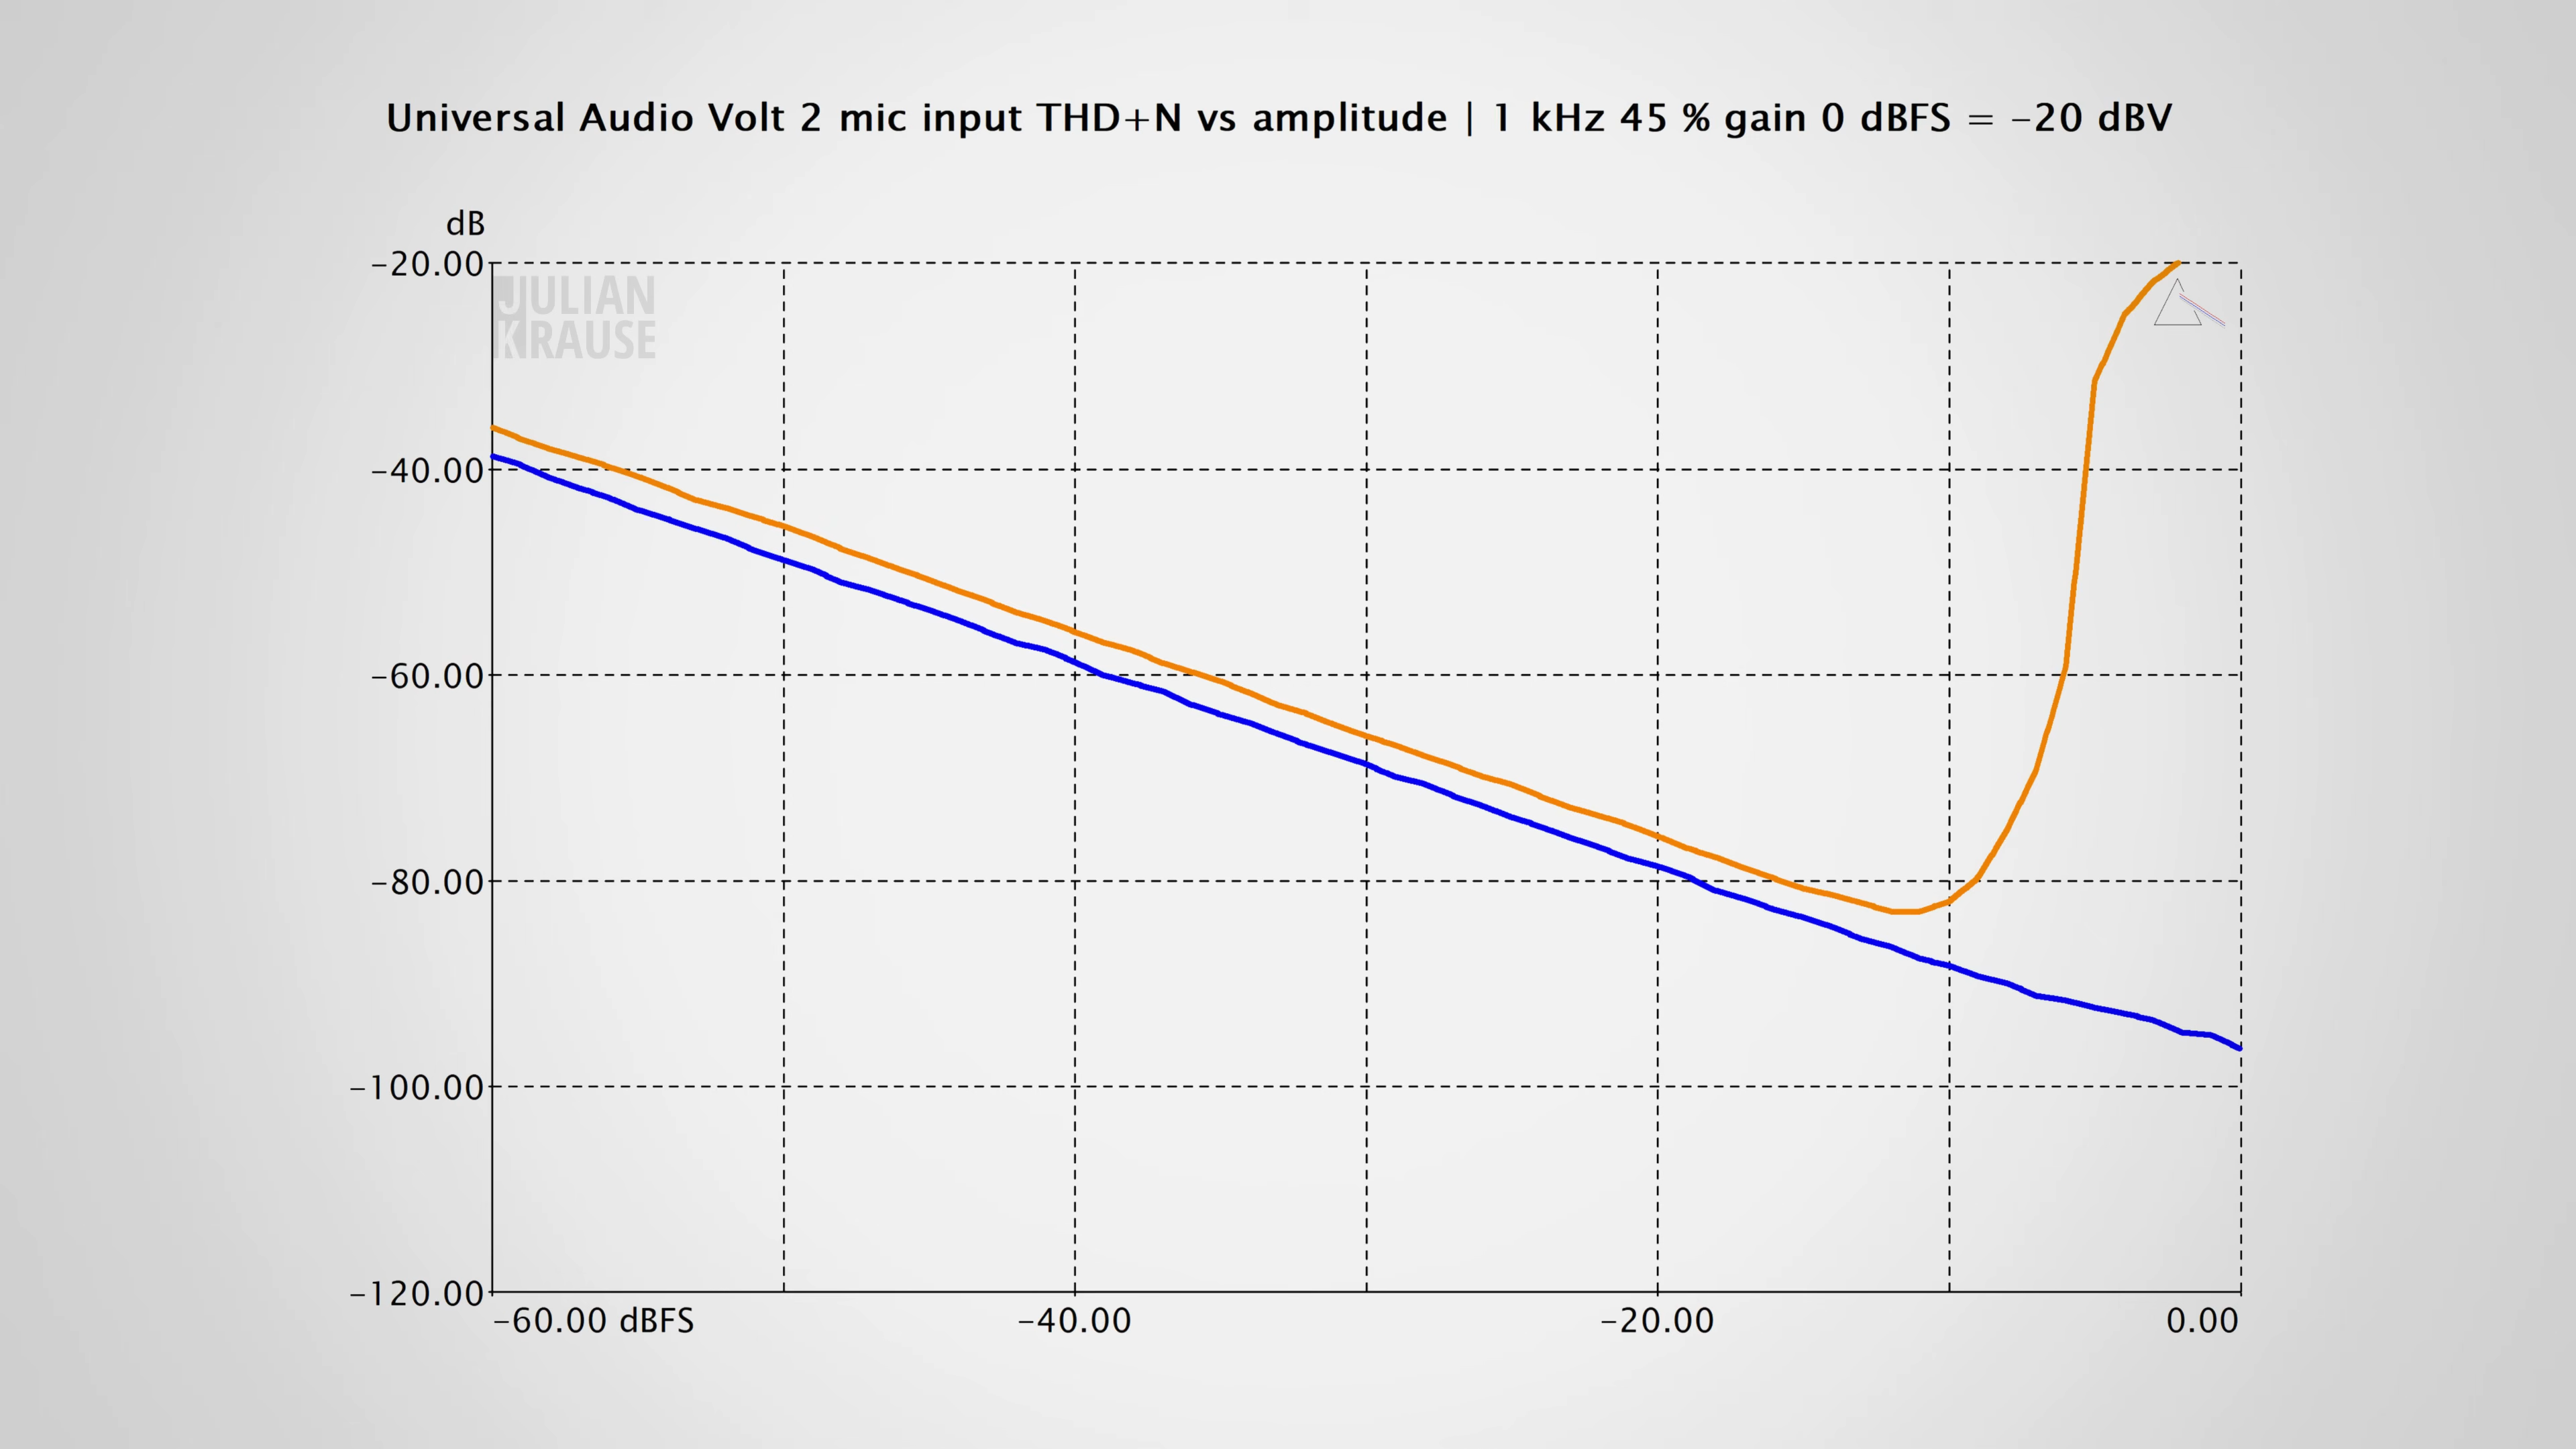 Universal Audio Volt 2 mic input THD+N vs amplitude | 1 kHz 45 % gain 0 dBFS = −20 dBV
dB
−20.00
JULIAN
KRAUSE
−40.00
−60.00
−80.00
−100.00
−120.00
−60.00 dBFS −40.00 −20.00 0.00